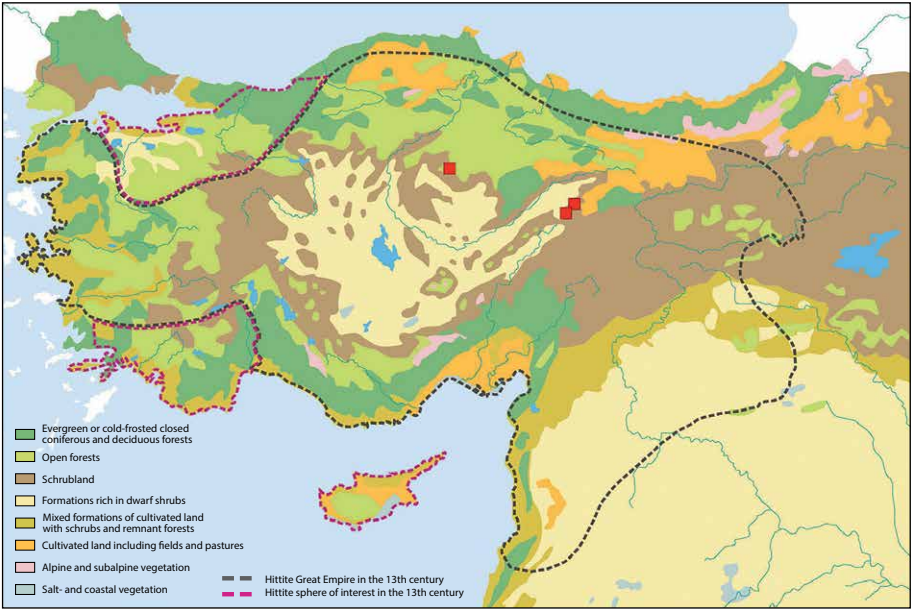 Evergreen or cold-frosted closed
coniferous and deciduous forests
Open forests
Schrubland
Formations rich in dwarf shrubs
Mixed formations of cultivated land
with schrubs and remnant forests
Cultivated land including fields and pastures
Alpine and subalpine vegetation
Salt- and coastal vegetation
Hittite Great Empire in the 13th century
Hittite sphere of interest in the 13th century